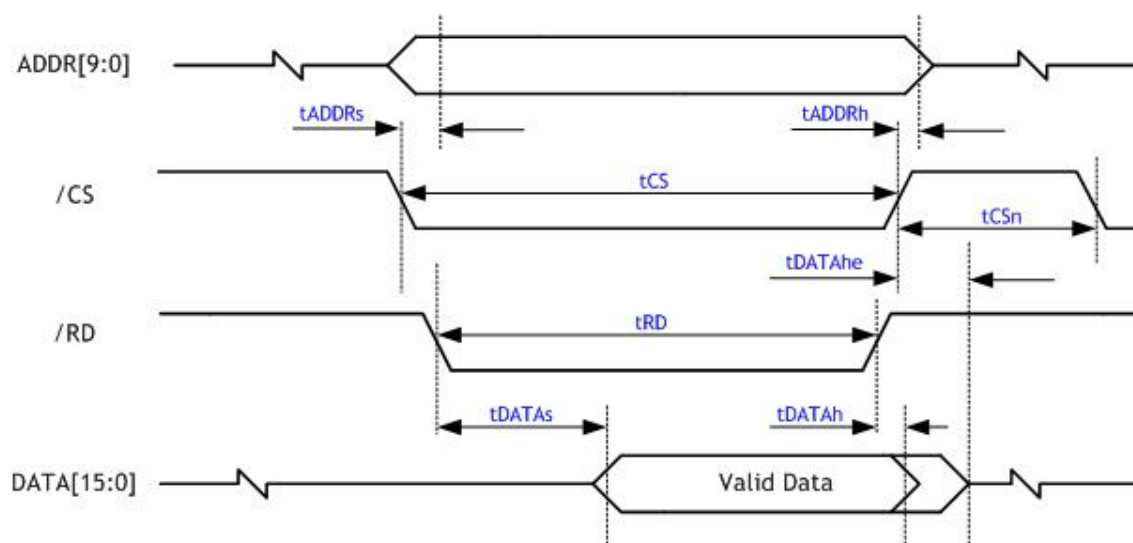 ADDR[9:0]
tADDRs
tADDRh
/CS
tCS
tCSn
tDATAhe
/RD
tRD
tDATAs
tDATAh
DATA[15:0]
Valid Data